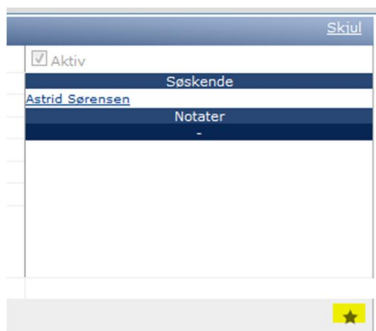 Skjul
Aktiv
Søskende
Astrid Sørensen
Notater
-